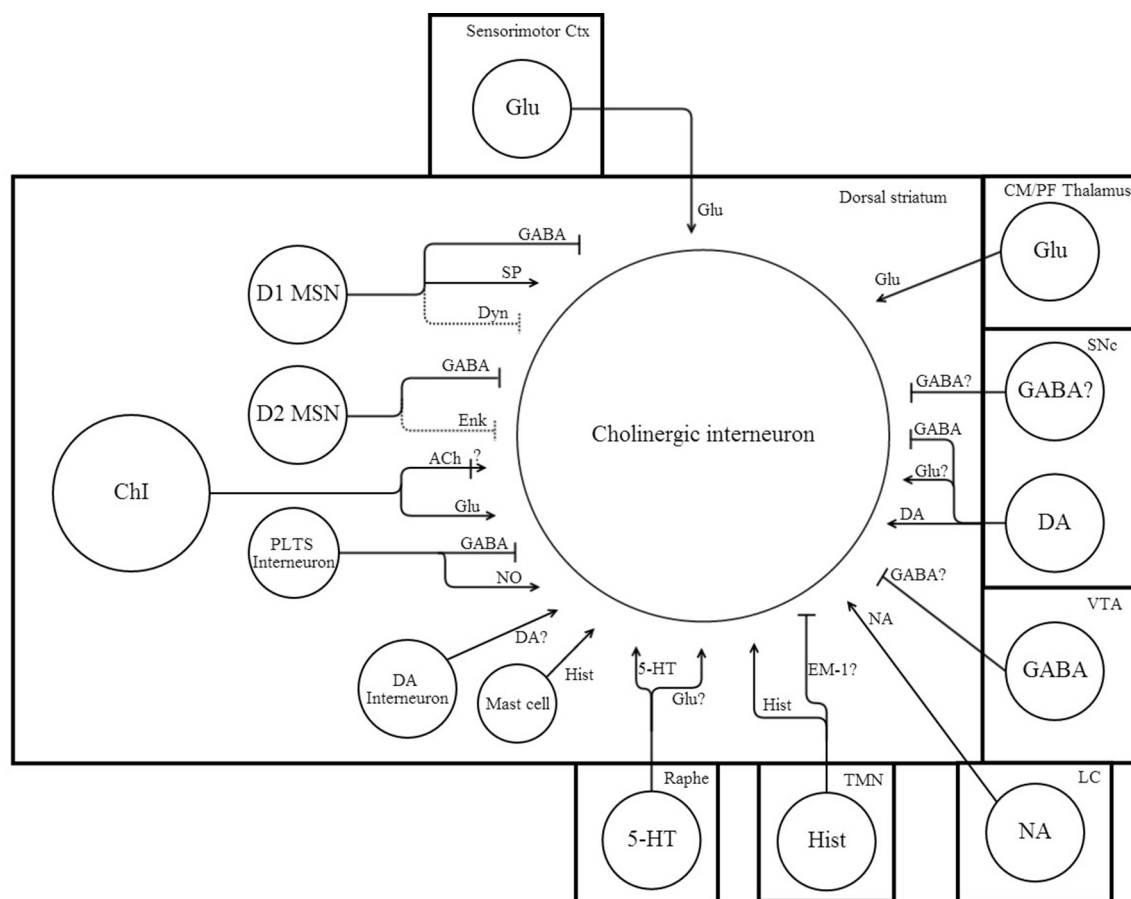 Sensorimotor Ctx
Glu
Glu
Dorsal striatum
CM/PF Thalamus
Glu
Glu
D1 MSN
GABA
SP
Dyn
D2 MSN
GABA
Enk
ChI
ACh ?
Glu
PLTS
Interneuron
GABA
NO
DA
Interneuron
DA?
Mast cell
Hist
Cholinergic interneuron
SNc
GABA?
GABA?
GABA
Glu?
DA
DA
VTA
GABA?
GABA
NA
5-HT
Glu?
Raphe
5-HT
EM-1?
Hist
TMN
Hist
LC
NA